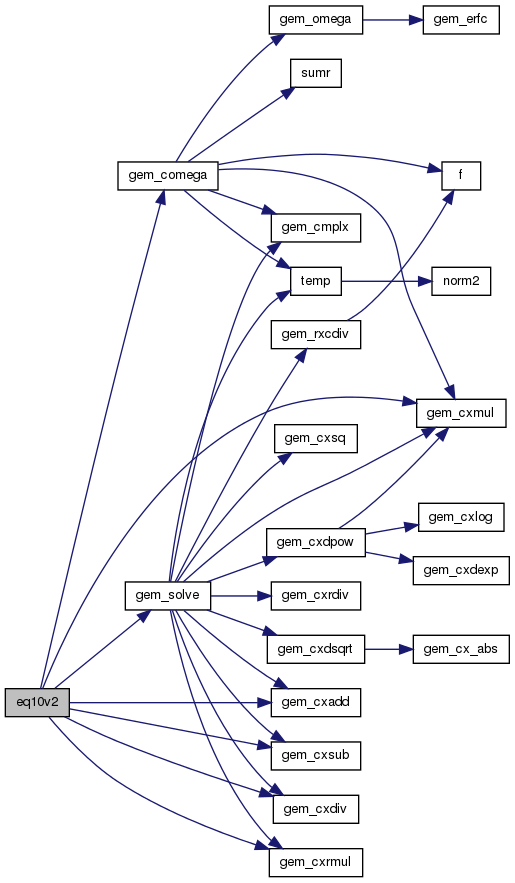 gem_omega
gem_erfc
sumr
gem_comega
f
gem_cmplx
temp
norm2
gem_rxcdiv
gem_cxmul
gem_cxsq
gem_cxlog
gem_cxdpow
gem_cxdexp
gem_solve
gem_cxrdiv
gem_cxdsqrt
gem_cx_abs
eq10v2
gem_cxadd
gem_cxsub
gem_cxdiv
gem_cxrmul